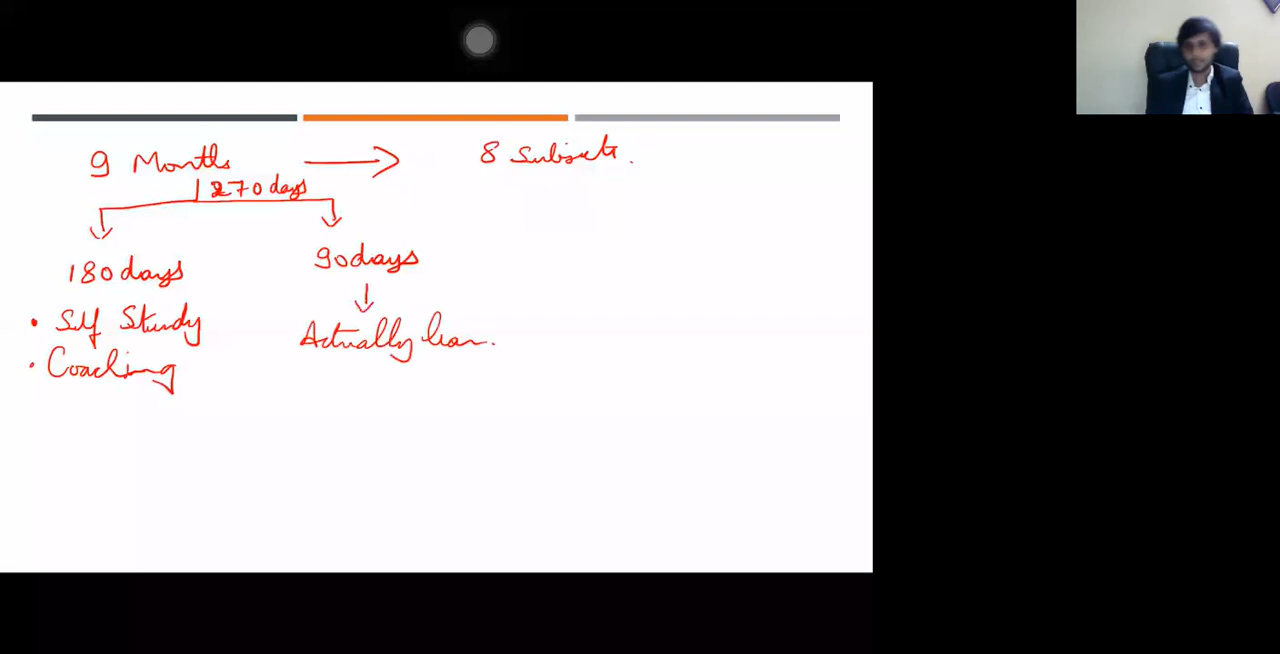 9 Months → 8 Subjects.
270 days
180 days
90 days
• Self Study
Actually learn.
• Coaching